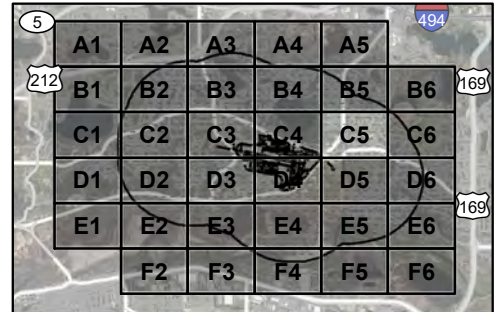 5 494
A1 A2 A3 A4 A5
212 169
B1 B2 B3 B4 B5 B6
C1 C2 C3 C4 C5 C6
D1 D2 D3 D4 D5 D6
169
E1 E2 E3 E4 E5 E6
F2 F3 F4 F5 F6